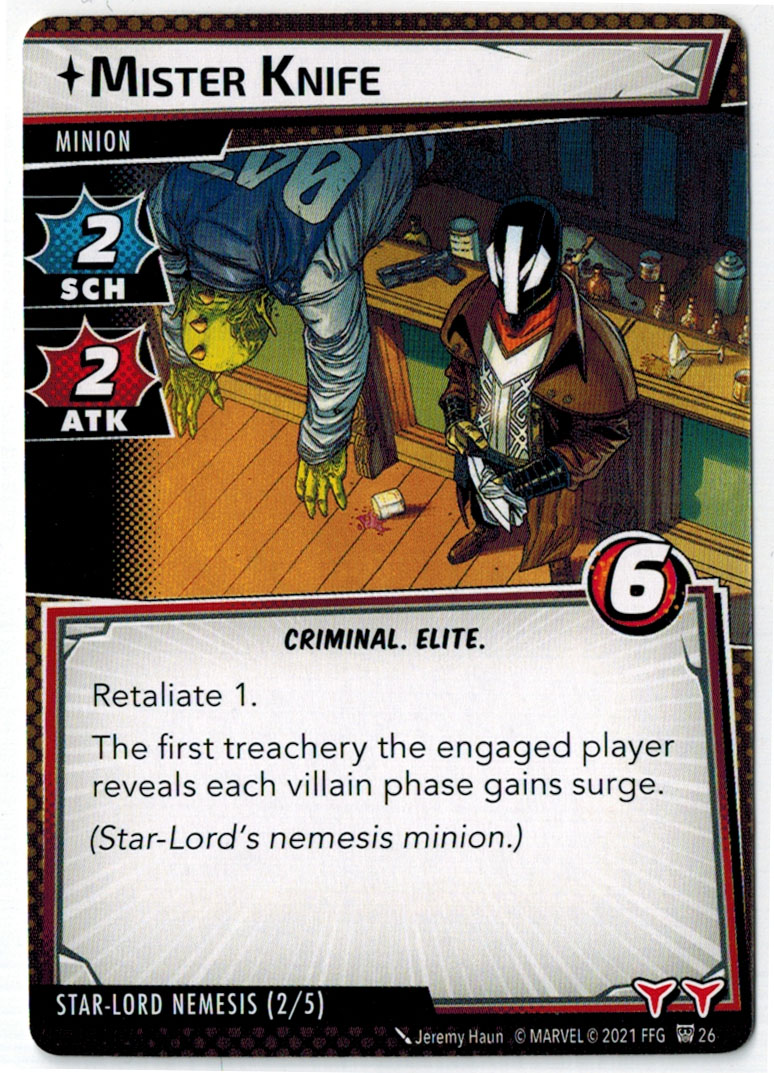 MISTER KNIFE
MINION
2
SCH
2
ATK
6
CRIMINAL. ELITE.
Retaliate 1.
The first treachery the engaged player
reveals each villain phase gains surge.
(Star-Lord's nemesis minion.)
STAR-LORD NEMESIS (2/5)
Jeremy Haun © MARVEL © 2021 FFG 26